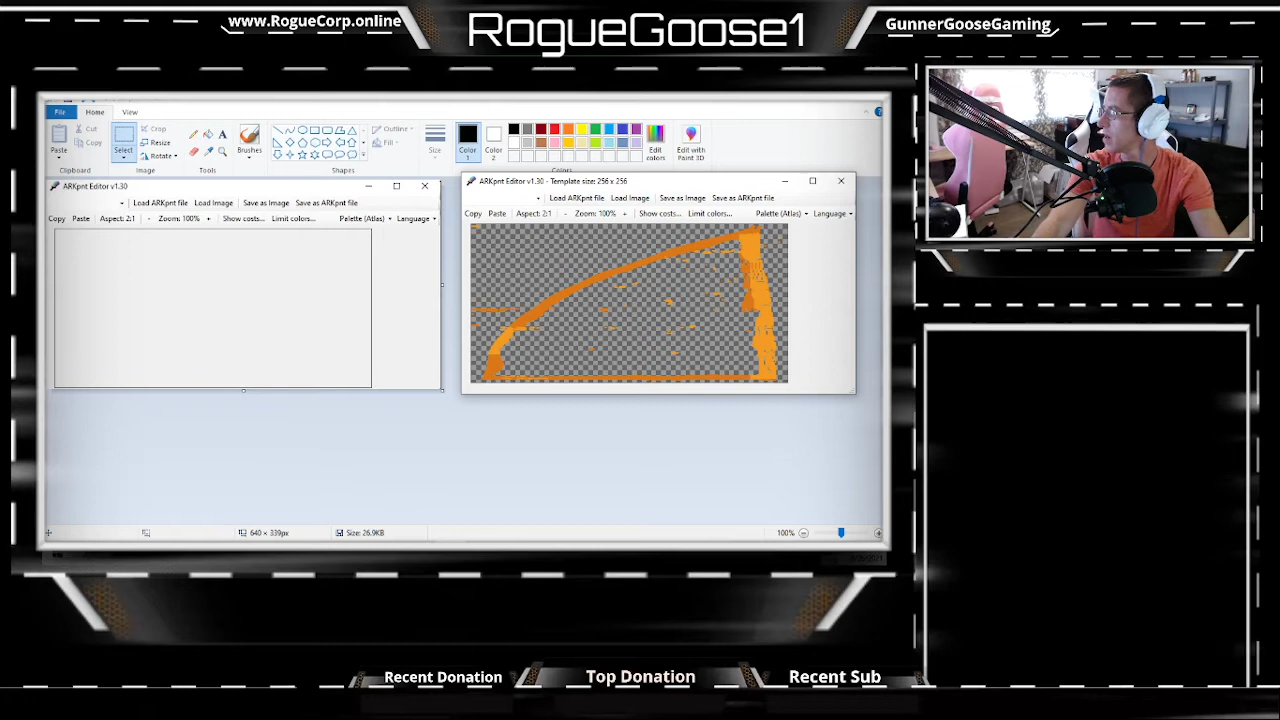 www.RogueCorp.online
RogueGoose1
GunnerGooseGaming
File Home View
Paste
Cut
Copy
Clipboard
Select
Crop
Resize
Rotate
Image
Tools
Brushes
Shapes
Outline
Fill
Size
Color 1
Color 2
Edit colors
Edit with Paint 3D
Colors
ARKpnt Editor v1.30
Load ARKpnt file Load Image Save as Image Save as ARKpnt file
Copy Paste Aspect: 2:1 - Zoom: 100% + Show costs... Limit colors... Palette (Atlas) Language
ARKpnt Editor v1.30 - Template size: 256 x 256
Load ARKpnt file Load Image Save as Image Save as ARKpnt file
Copy Paste Aspect: 2:1 - Zoom: 100% + Show costs... Limit colors... Palette (Atlas) Language
640 × 339px Size: 26.9KB 100%
Recent Donation
Top Donation
Recent Sub